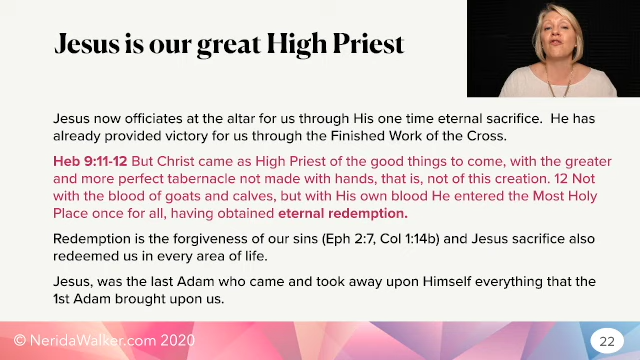 Jesus is our great High Priest
Jesus now officiates at the altar for us through His one time eternal sacrifice. He has
already provided victory for us through the Finished Work of the Cross.
Heb 9:11-12 But Christ came as High Priest of the good things to come, with the greater
and more perfect tabernacle not made with hands, that is, not of this creation. 12 Not
with the blood of goats and calves, but with His own blood He entered the Most Holy
Place once for all, having obtained eternal redemption.
Redemption is the forgiveness of our sins (Eph 2:7, Col 1:14b) and Jesus sacrifice also
redeemed us in every area of life.
Jesus, was the last Adam who came and took away upon Himself everything that the
1st Adam brought upon us.
© NeridaWalker.com 2020
22